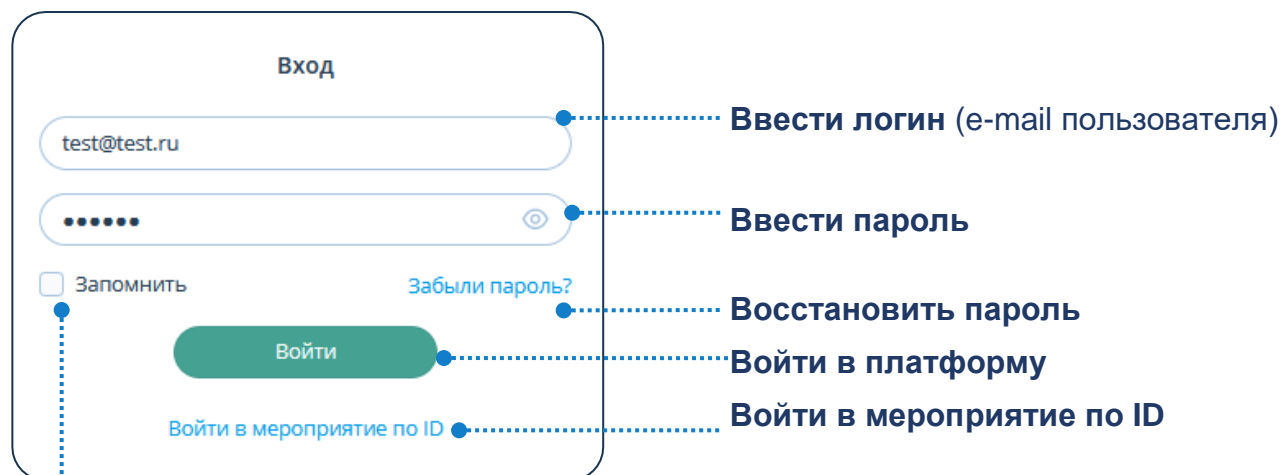 Вход
test@test.ru
Ввести логин (e-mail пользователя)
••••••
Ввести пароль
Запомнить
Забыли пароль?
Восстановить пароль
Войти
Войти в платформу
Войти в мероприятие по ID
Войти в мероприятие по ID